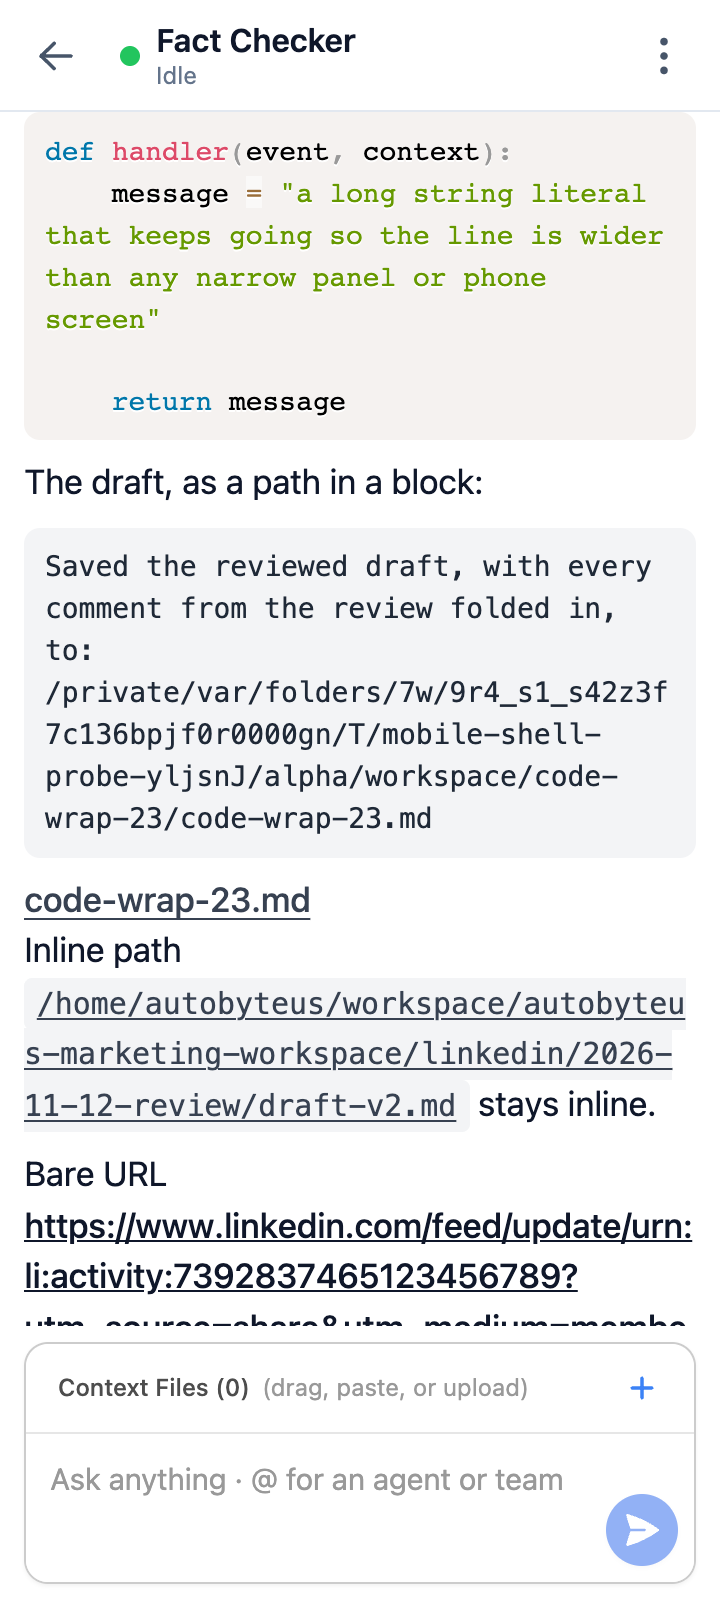 Fact Checker
Idle
def handler(event, context):
    message = "a long string literal
that keeps going so the line is wider
than any narrow panel or phone
screen"
    return message
The draft, as a path in a block:
Saved the reviewed draft, with every
comment from the review folded in,
to:
/private/var/folders/7w/9r4_s1_s42z3f
7c136bpjf0r0000gn/T/mobile-shell-
probe-yljsnJ/alpha/workspace/code-
wrap-23/code-wrap-23.md
code-wrap-23.md
Inline path
/home/autobyteus/workspace/autobyteu
s-marketing-workspace/linkedin/2026-
11-12-review/draft-v2.md stays inline.
Bare URL
https://www.linkedin.com/feed/update/urn:
li:activity:7392837465123456789?
utm_source=share&utm_medium=membe
Context Files (0) (drag, paste, or upload)
Ask anything · @ for an agent or team